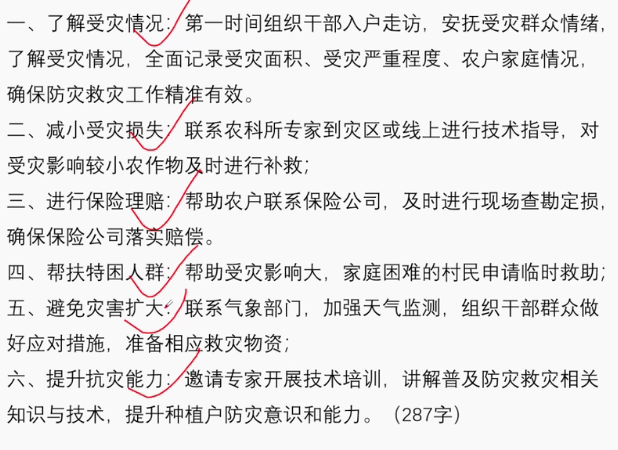 一、了解受灾情况：第一时间组织干部入户走访，安抚受灾群众情绪，
了解受灾情况，全面记录受灾面积、受灾严重程度、农户家庭情况，
确保防灾救灾工作精准有效。
二、减小受灾损失：联系农科所专家到灾区或线上进行技术指导，对
受灾影响较小农作物及时进行补救；
三、进行保险理赔：帮助农户联系保险公司，及时进行现场查勘定损，
确保保险公司落实赔偿。
四、帮扶特困人群：帮助受灾影响大，家庭困难的村民申请临时救助；
五、避免灾害扩大：联系气象部门，加强天气监测，组织干部群众做
好应对措施，准备相应救灾物资；
六、提升抗灾能力：邀请专家开展技术培训，讲解普及防灾救灾相关
知识与技术，提升种植户防灾意识和能力。（287字）